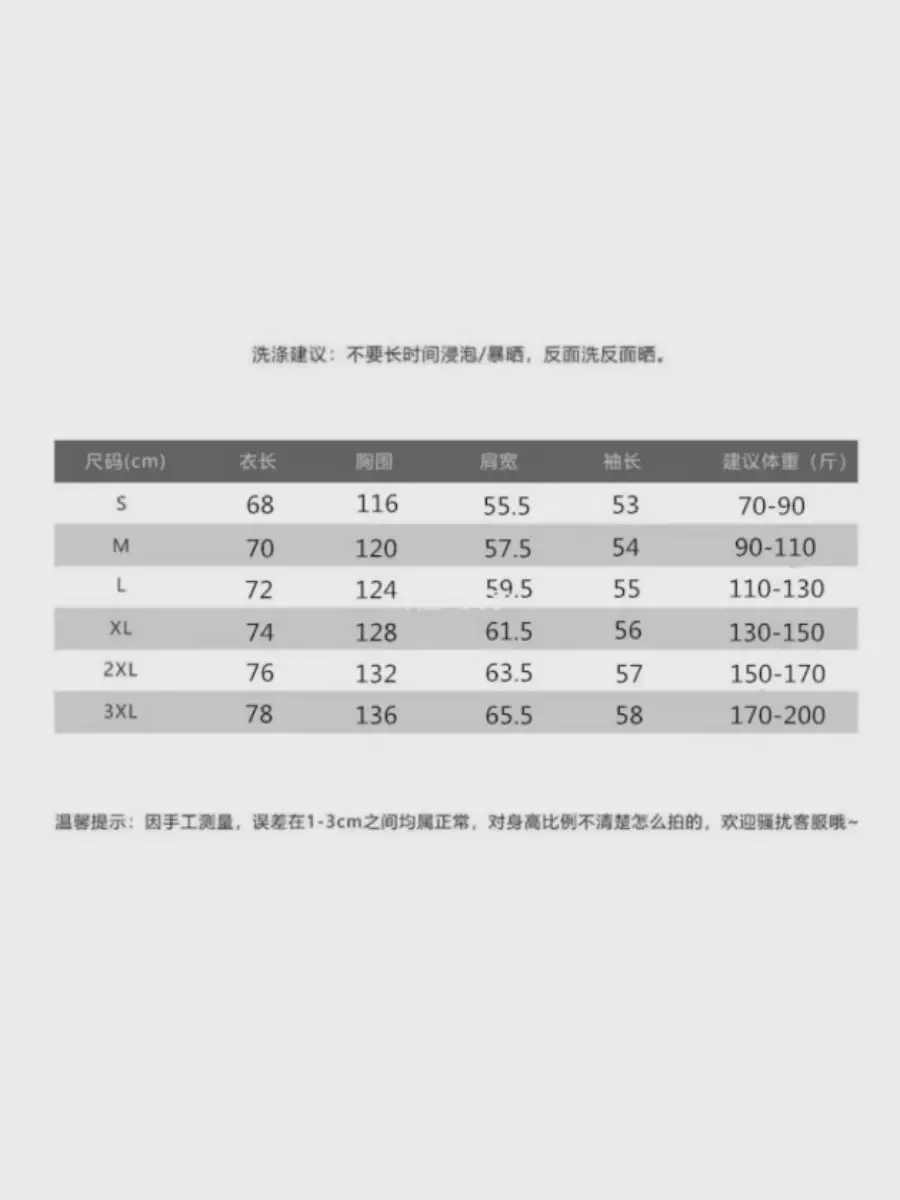 洗涤建议：不要长时间浸泡/暴晒，反面洗反面晒。
尺码(cm) 衣长 胸围 肩宽 袖长 建议体重（斤）
S 68 116 55.5 53 70-90
M 70 120 57.5 54 90-110
L 72 124 59.5 55 110-130
XL 74 128 61.5 56 130-150
2XL 76 132 63.5 57 150-170
3XL 78 136 65.5 58 170-200
温馨提示：因手工测量，误差在1-3cm之间均属正常，对身高比例不清楚怎么拍的，欢迎骚扰客服哦~